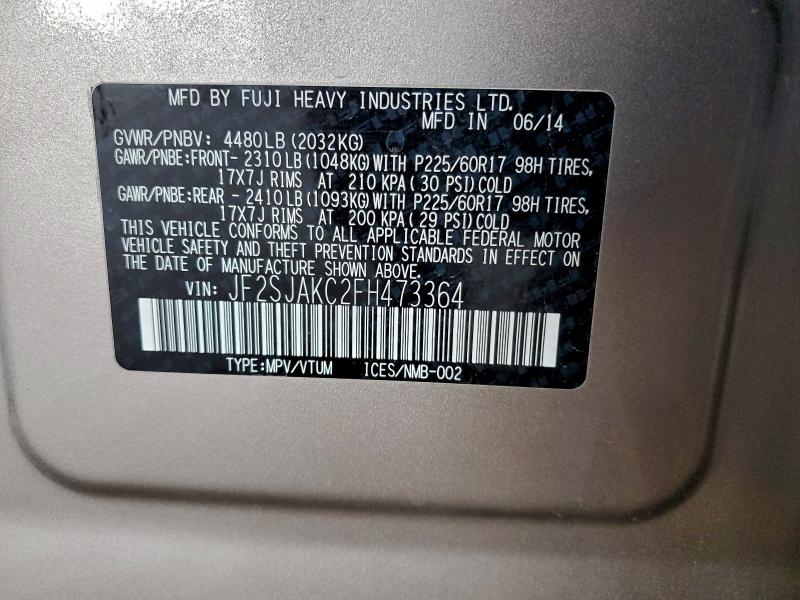 MFD BY FUJI HEAVY INDUSTRIES LTD.
MFD IN 06/14
GVWR/PNBV: 4480LB(2032KG)
GAWR/PNBE:FRONT- 2310LB(1048KG)WITH P225/60R17 98H TIRES,
17X7J RIMS AT 210 KPA(30 PSI)COLD
GAWR/PNBE:REAR - 2410LB(1093KG)WITH P225/60R17 98H TIRES,
17X7J RIMS AT 200 KPA(29 PSI)COLD
THIS VEHICLE CONFORMS TO ALL APPLICABLE FEDERAL MOTOR
VEHICLE SAFETY AND THEFT PREVENTION STANDARDS IN EFFECT ON
THE DATE OF MANUFACTURE SHOWN ABOVE.
VIN: JF2SJAKC2FH473364
TYPE:MPV/VTUM ICES/NMB-002